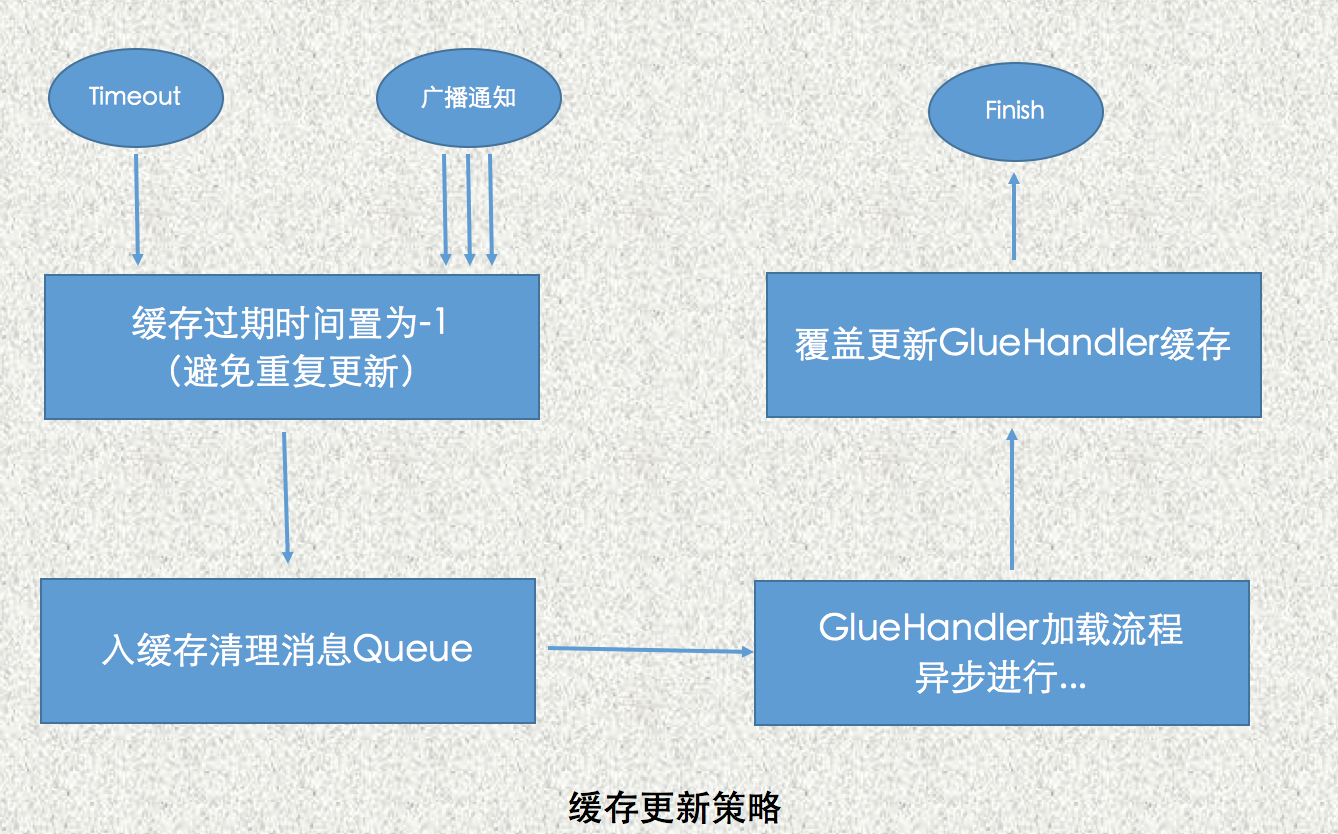 Timeout
广播通知
Finish
缓存过期时间置为-1
（避免重复更新）
覆盖更新GlueHandler缓存
入缓存清理消息Queue
GlueHandler加载流程
异步进行...
缓存更新策略